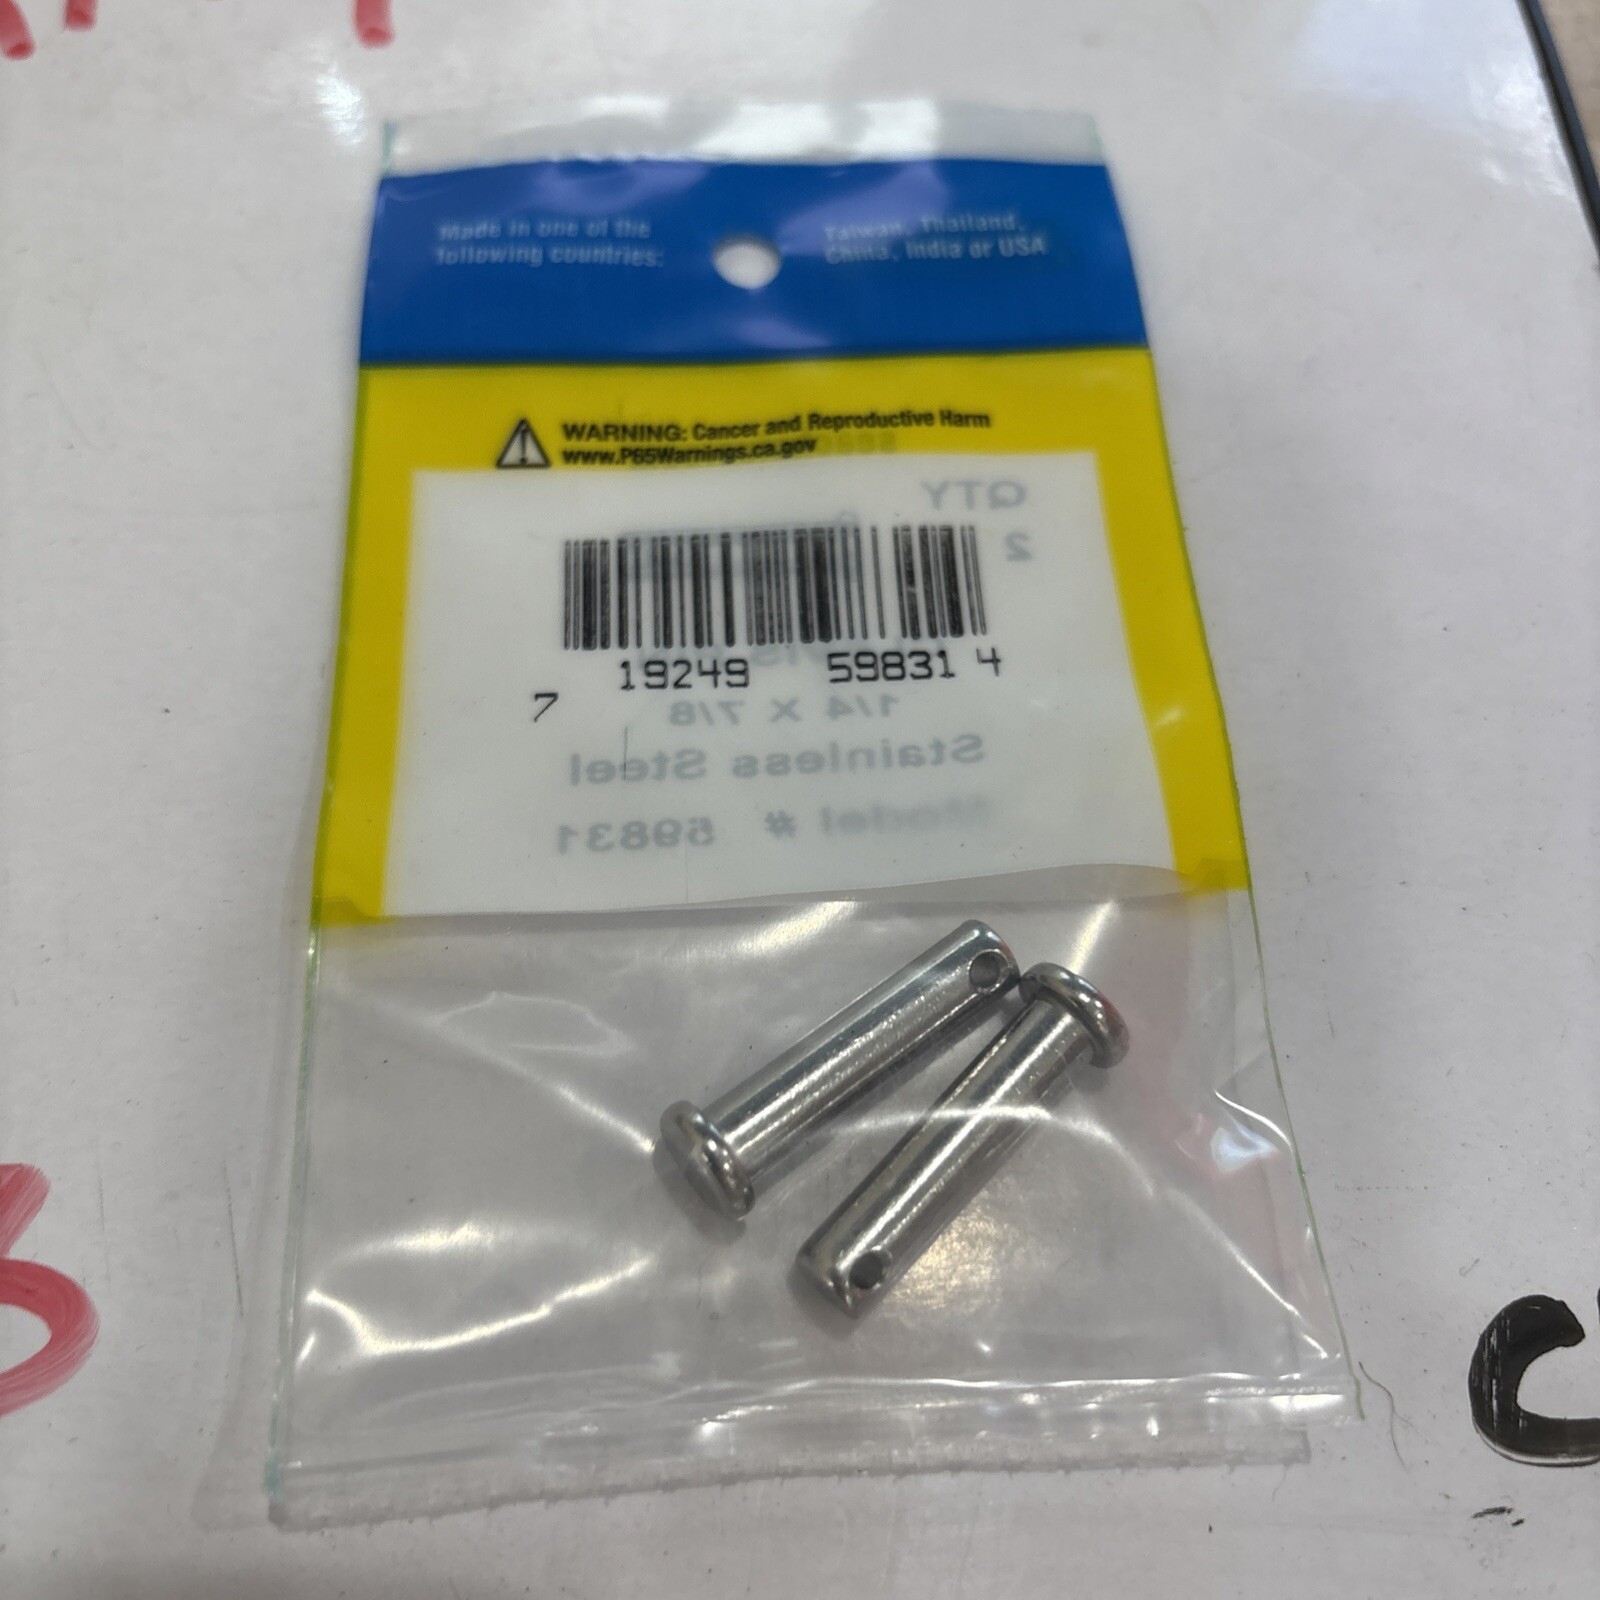 Made in one of the
following countries:
Taiwan, Thailand,
China, India or USA
WARNING: Cancer and Reproductive Harm
www.P65Warnings.ca.gov
QTY
2
7 19249 59831 4
1/4 X 7/8
Stainless Steel
Model # 59831
3
C